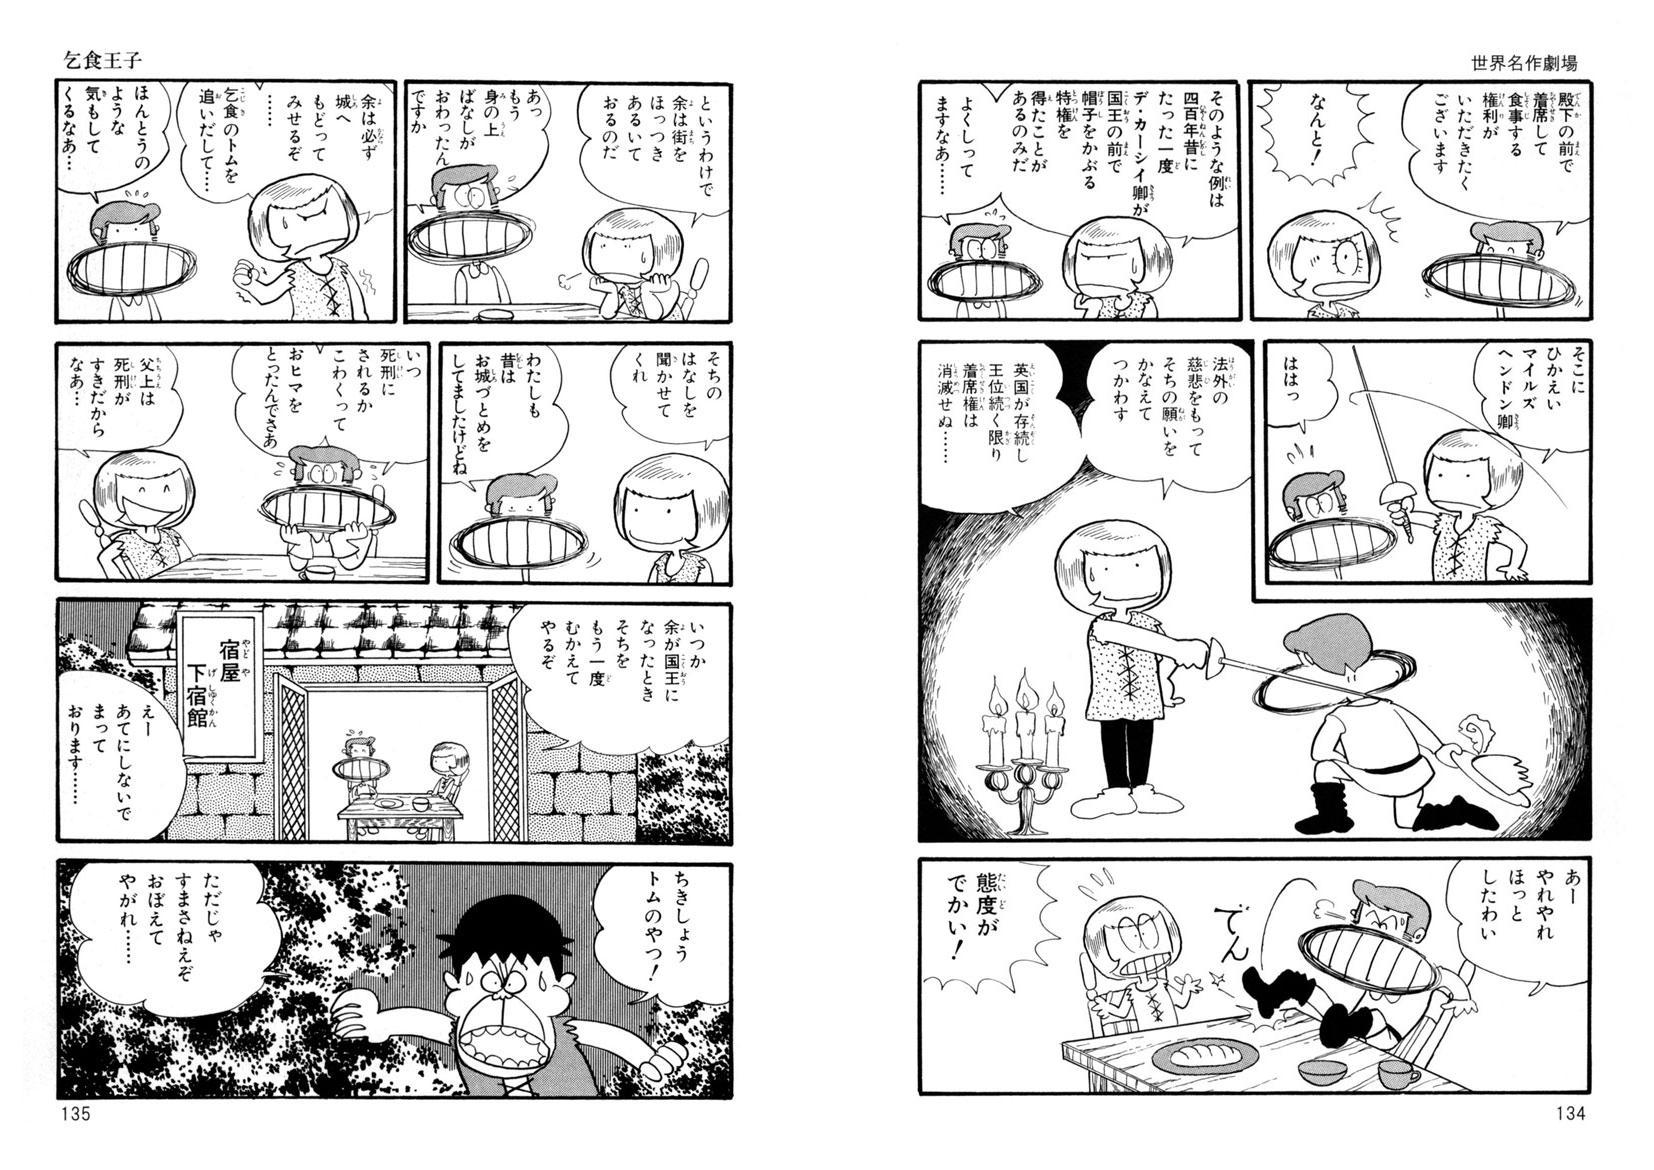 世界名作劇場
殿下の前で
着席して
食事する
権利が
いただきたく
ございます
なんと!
そのような例は
四百年昔に
たった一度
デ・カーシイ卿が
国王の前で
帽子をかぶる
特権を
得たことが
あるのみだ
よくしって
ますなあ……
そこに
ひかえい
マイルズ
ヘンドン卿
ははっ
法外の
慈悲をもって
そちの願いを
かなえて
つかわす
英国が存続し
王位続く限り
着席権は
消滅せぬ……
あー
やれやれ
ほっと
したわい
でん
態度が
でかい!
134
乞食王子
というわけで
余は街を
ほっつき
あるいて
おるのだ
あっ
もう
身の上
ばなしが
おわったん
ですか
余は必ず
城へ
もどって
みせるぞ
……
乞食のトムを
追いだして……
ほんとうの
ような
気もして
くるなあ…
そちの
はなしを
聞かせて
くれ
わたしも
昔は
お城づとめを
してましたけどね
いつ
死刑に
されるか
こわくって
おヒマを
とったんでさあ
父上は
死刑が
すきだから
なあ…
いつか
余が国王に
なったとき
そちを
もう一度
むかえて
やるぞ
宿屋
下宿館
えー
あてにしないで
まって
おります……
ちきしょう
トムのやつ!
ただじゃ
すまさねえぞ
おぼえて
やがれ……
135